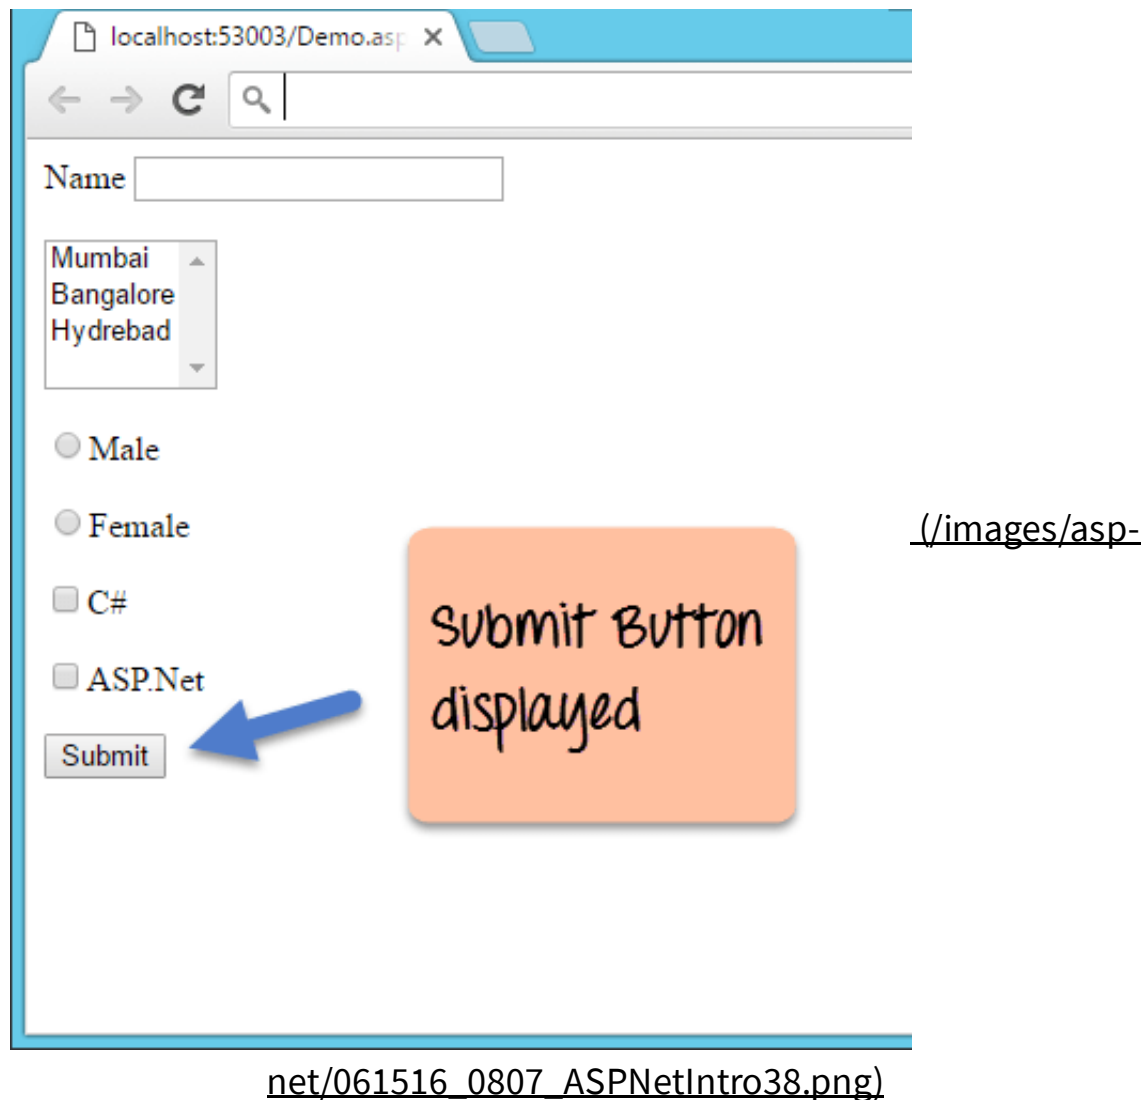 localhost:53003/Demo.asp
Name
Mumbai
Bangalore
Hydrebad
Male
Female
(/images/asp-
C#
Submit Button
displayed
ASP.Net
Submit
net/061516_0807_ASPNetIntro38.png)